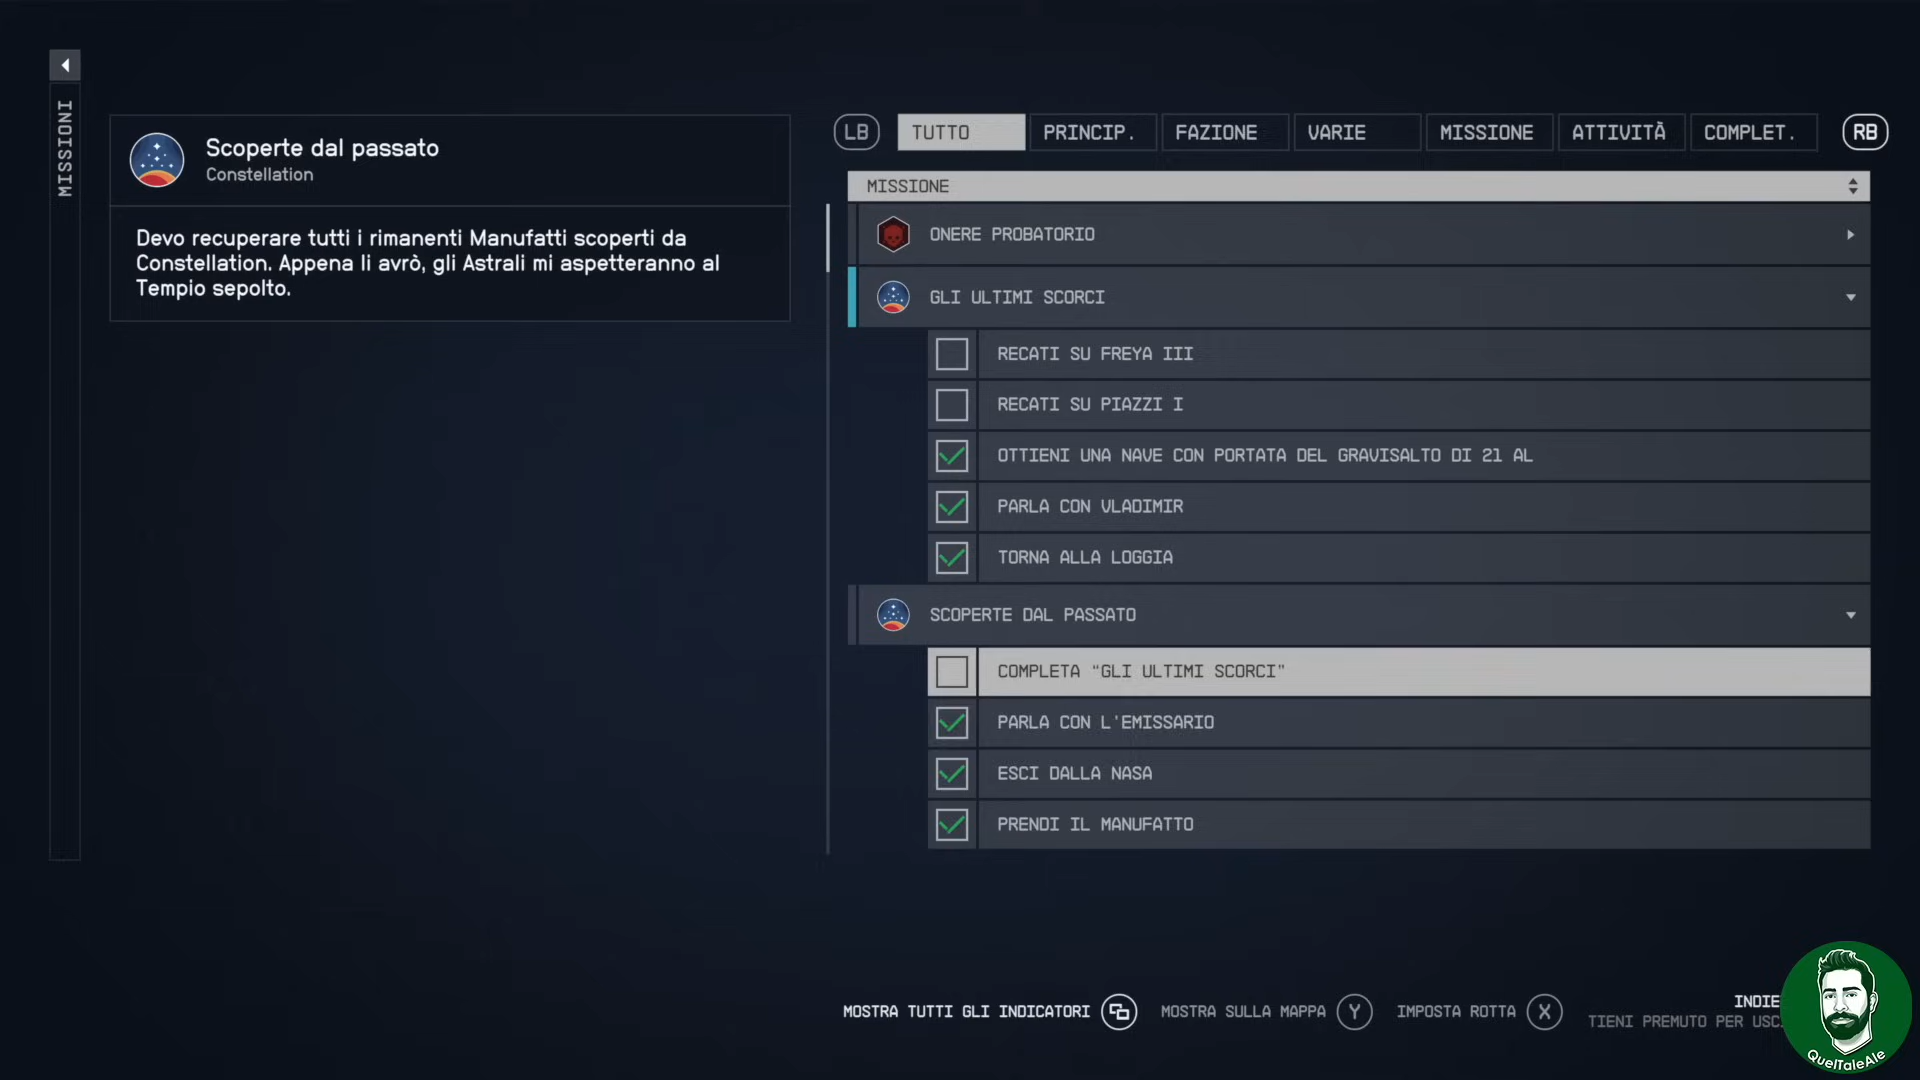 MISSIONI
Scoperte dal passato
Constellation
Devo recuperare tutti i rimanenti Manufatti scoperti da
Constellation. Appena li avrò, gli Astrali mi aspetteranno al
Tempio sepolto.
LB TUTTO PRINCIP. FAZIONE VARIE MISSIONE ATTIVITÀ COMPLET. RB
MISSIONE
ONERE PROBATORIO
GLI ULTIMI SCORCI
RECATI SU FREYA III
RECATI SU PIAZZI I
OTTIENI UNA NAVE CON PORTATA DEL GRAVISALTO DI 21 AL
PARLA CON VLADIMIR
TORNA ALLA LOGGIA
SCOPERTE DAL PASSATO
COMPLETA “GLI ULTIMI SCORCI”
PARLA CON L'EMISSARIO
ESCI DALLA NASA
PRENDI IL MANUFATTO
MOSTRA TUTTI GLI INDICATORI MOSTRA SULLA MAPPA Y IMPOSTA ROTTA X
INDIE
TIENI PREMUTO PER USC
QuelTaleAle